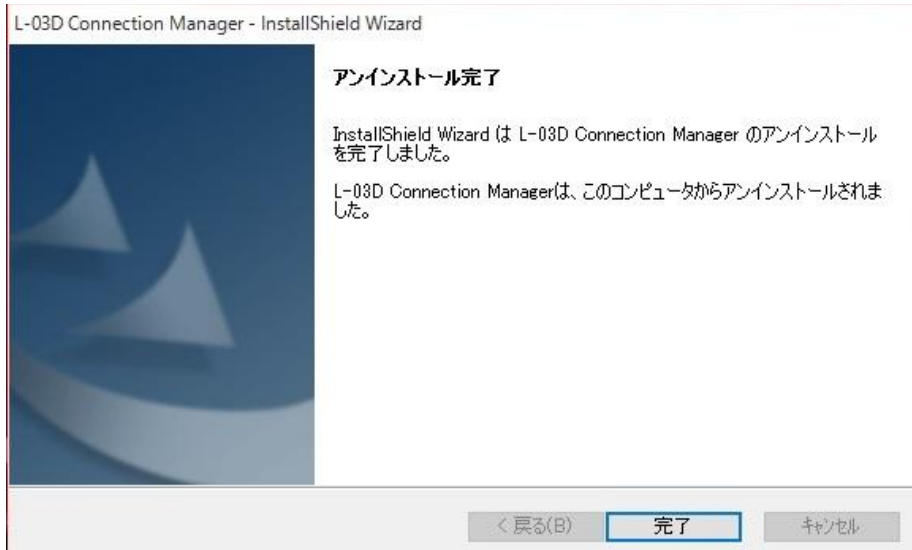 L-03D Connection Manager - InstallShield Wizard
アンインストール完了
InstallShield Wizard は L-03D Connection Manager のアンインストール
を完了しました。
L-03D Connection Managerは、このコンピュータからアンインストールされま
した。
< 戻る(B)
完了
キャンセル